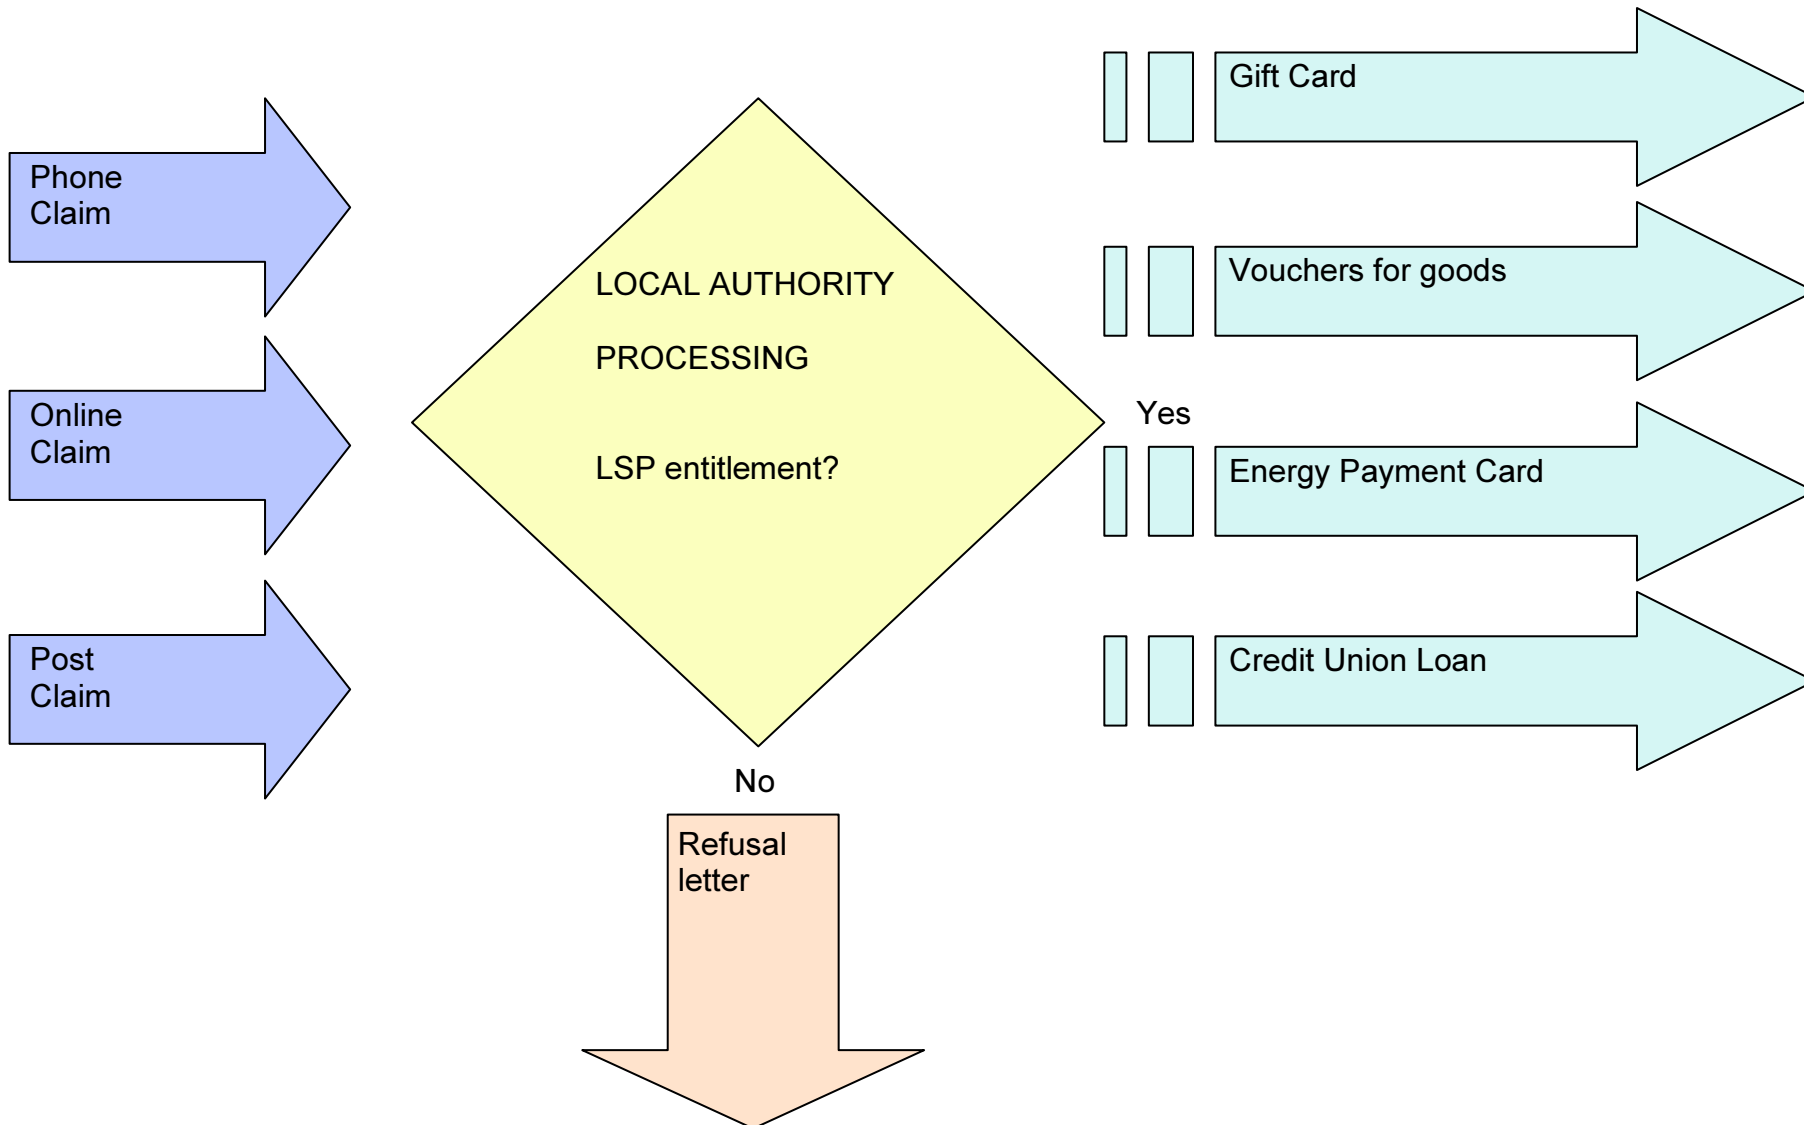 Phone
Claim
Online
Claim
Post
Claim
LOCAL AUTHORITY
PROCESSING
LSP entitlement?
Yes
Gift Card
Vouchers for goods
Energy Payment Card
Credit Union Loan
No
Refusal
letter